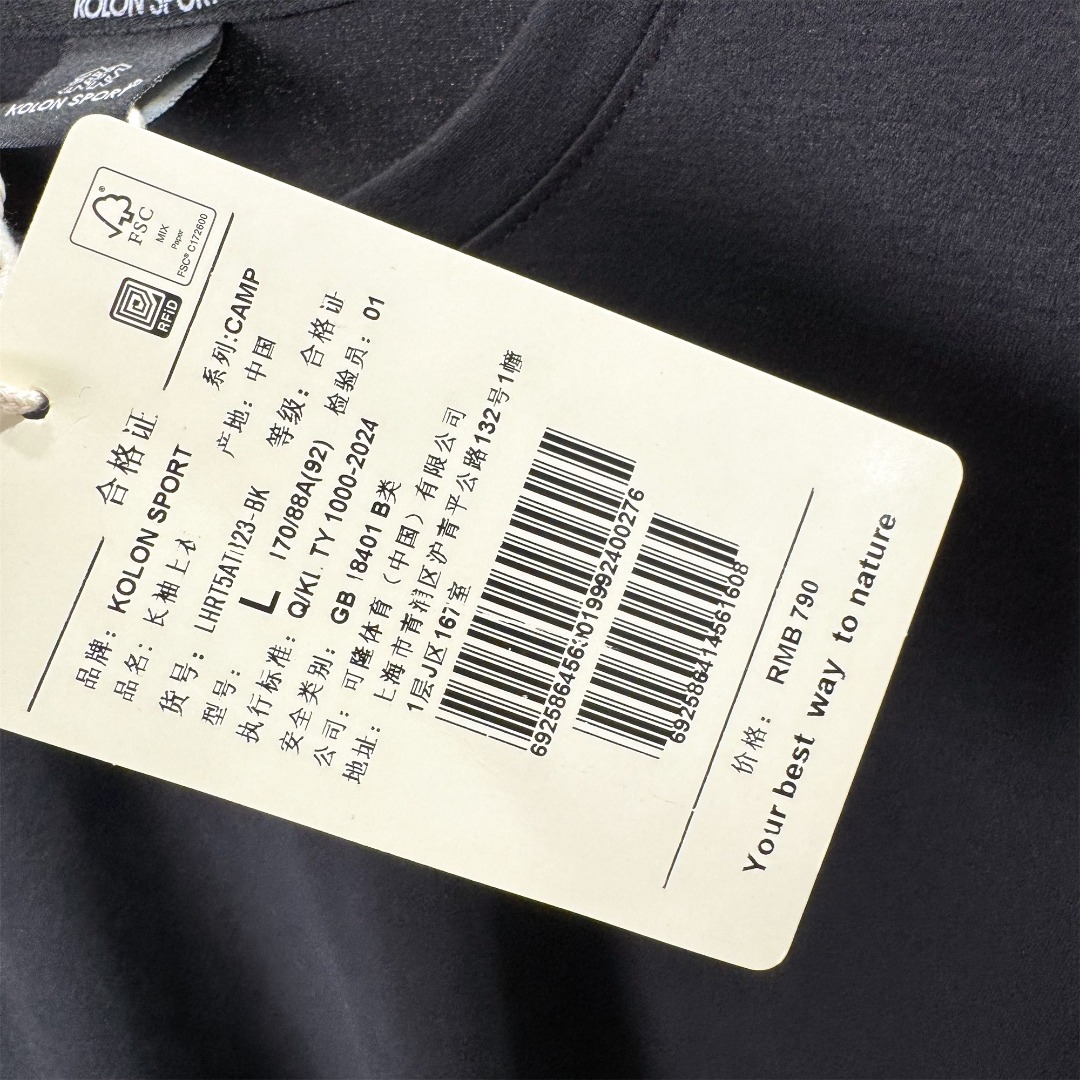 KOLON SPORT
KOLON SPORT
FSC
MIX
Paper
FSC® C172600
RFiD
合格证
品牌: KOLON SPORT
系列:CAMP
品名: 长袖上衣
产地: 中国
货号: LHRT5AT123-BK
等级: 合格证
型号: L 170/88A(92)
检验员: 01
执行标准: Q/KL TY 1000-2024
安全类别: GB 18401 B类
公司: 可隆体育(中国)有限公司
地址: 上海市青浦区沪青平公路132号1幢
1层J区167室
6925864141561608
价格: RMB 790
Your best way to nature